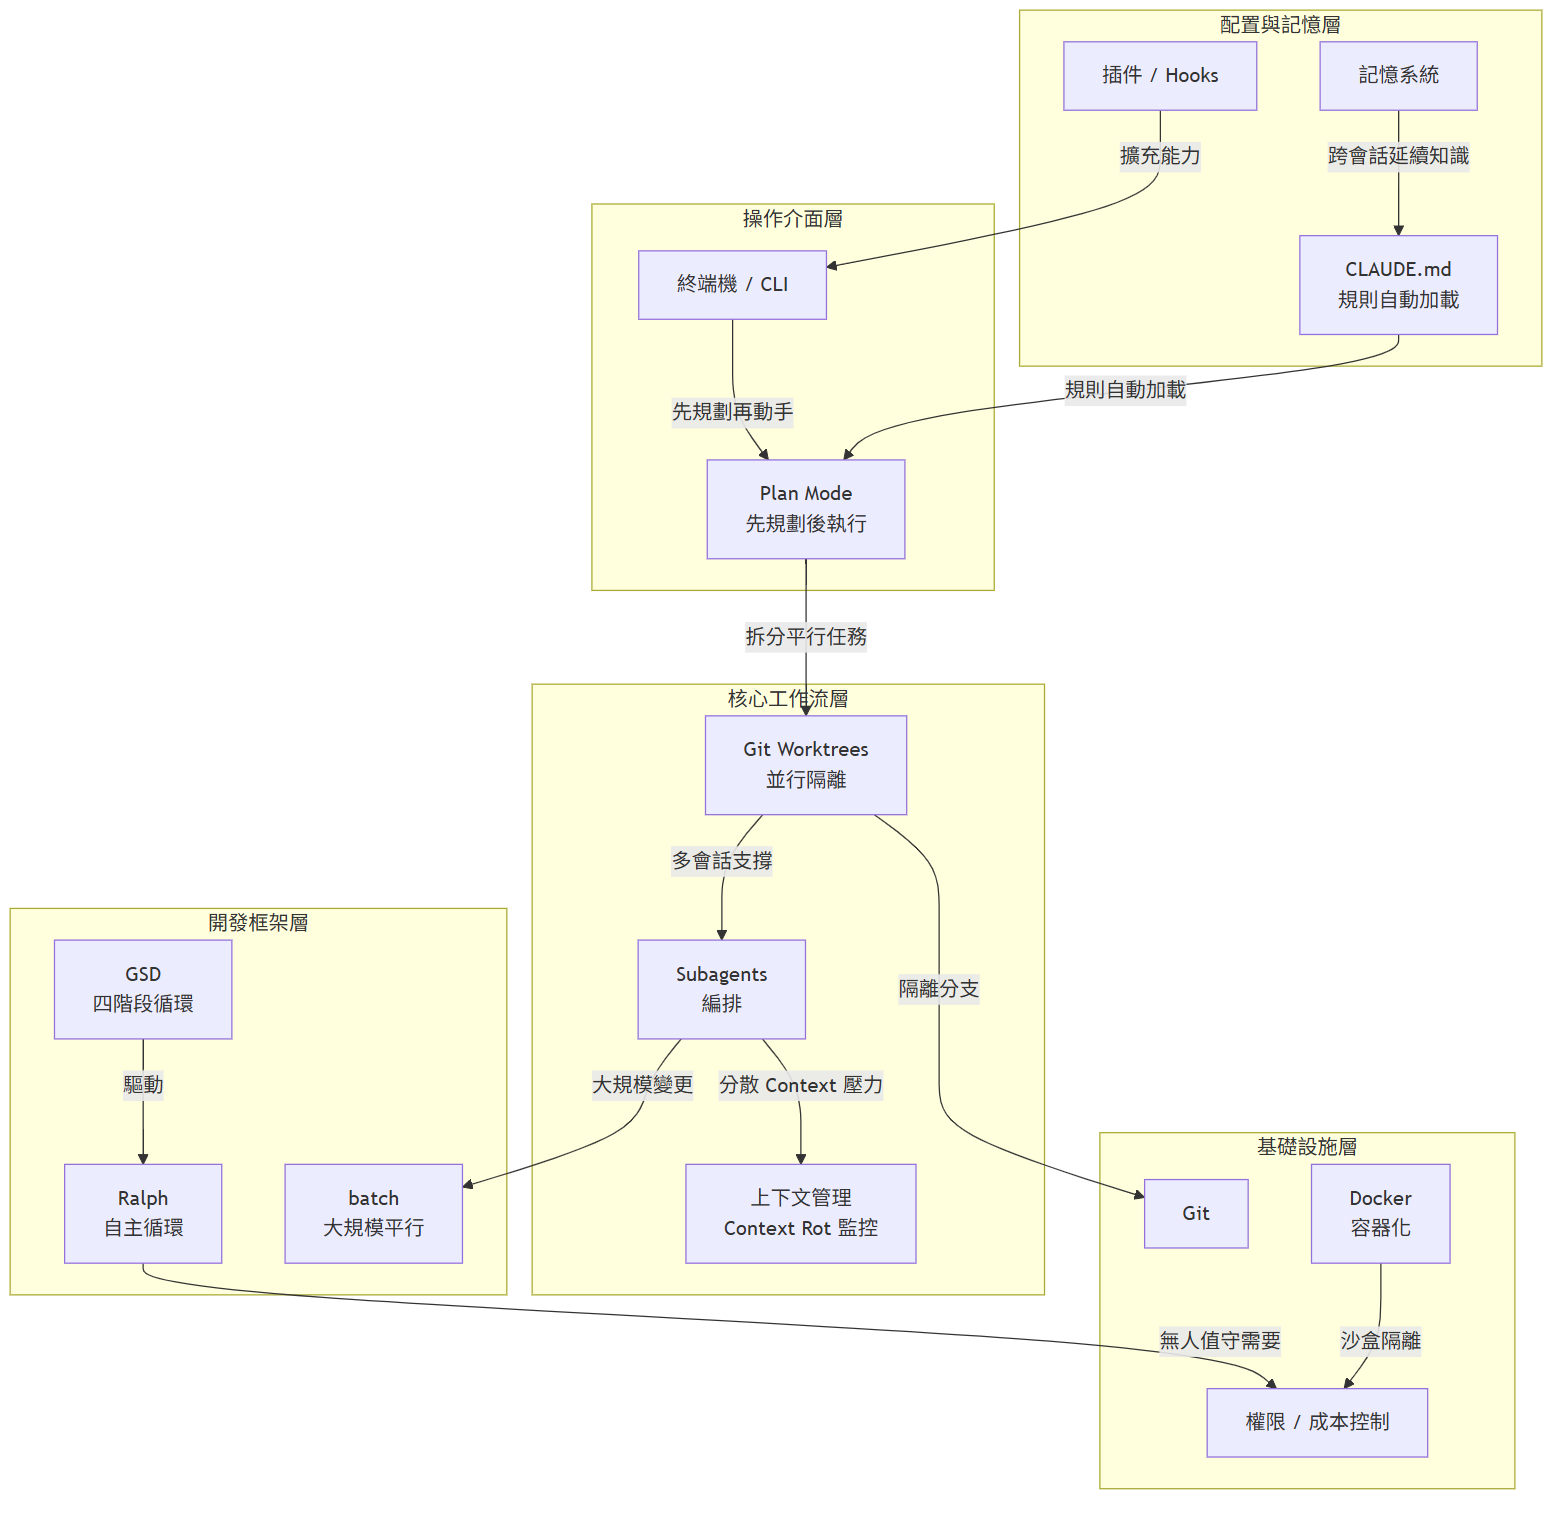 配置與記憶層
插件 / Hooks
記憶系統
擴充能力
跨會話延續知識
CLAUDE.md
規則自動加載
規則自動加載
操作介面層
終端機 / CLI
先規劃再動手
Plan Mode
先規劃後執行
拆分平行任務
核心工作流層
Git Worktrees
並行隔離
多會話支撐
隔離分支
Subagents
編排
大規模變更
分散 Context 壓力
上下文管理
Context Rot 監控
開發框架層
GSD
四階段循環
驅動
Ralph
自主循環
batch
大規模平行
基礎設施層
Git
Docker
容器化
無人值守需要
沙盒隔離
權限 / 成本控制